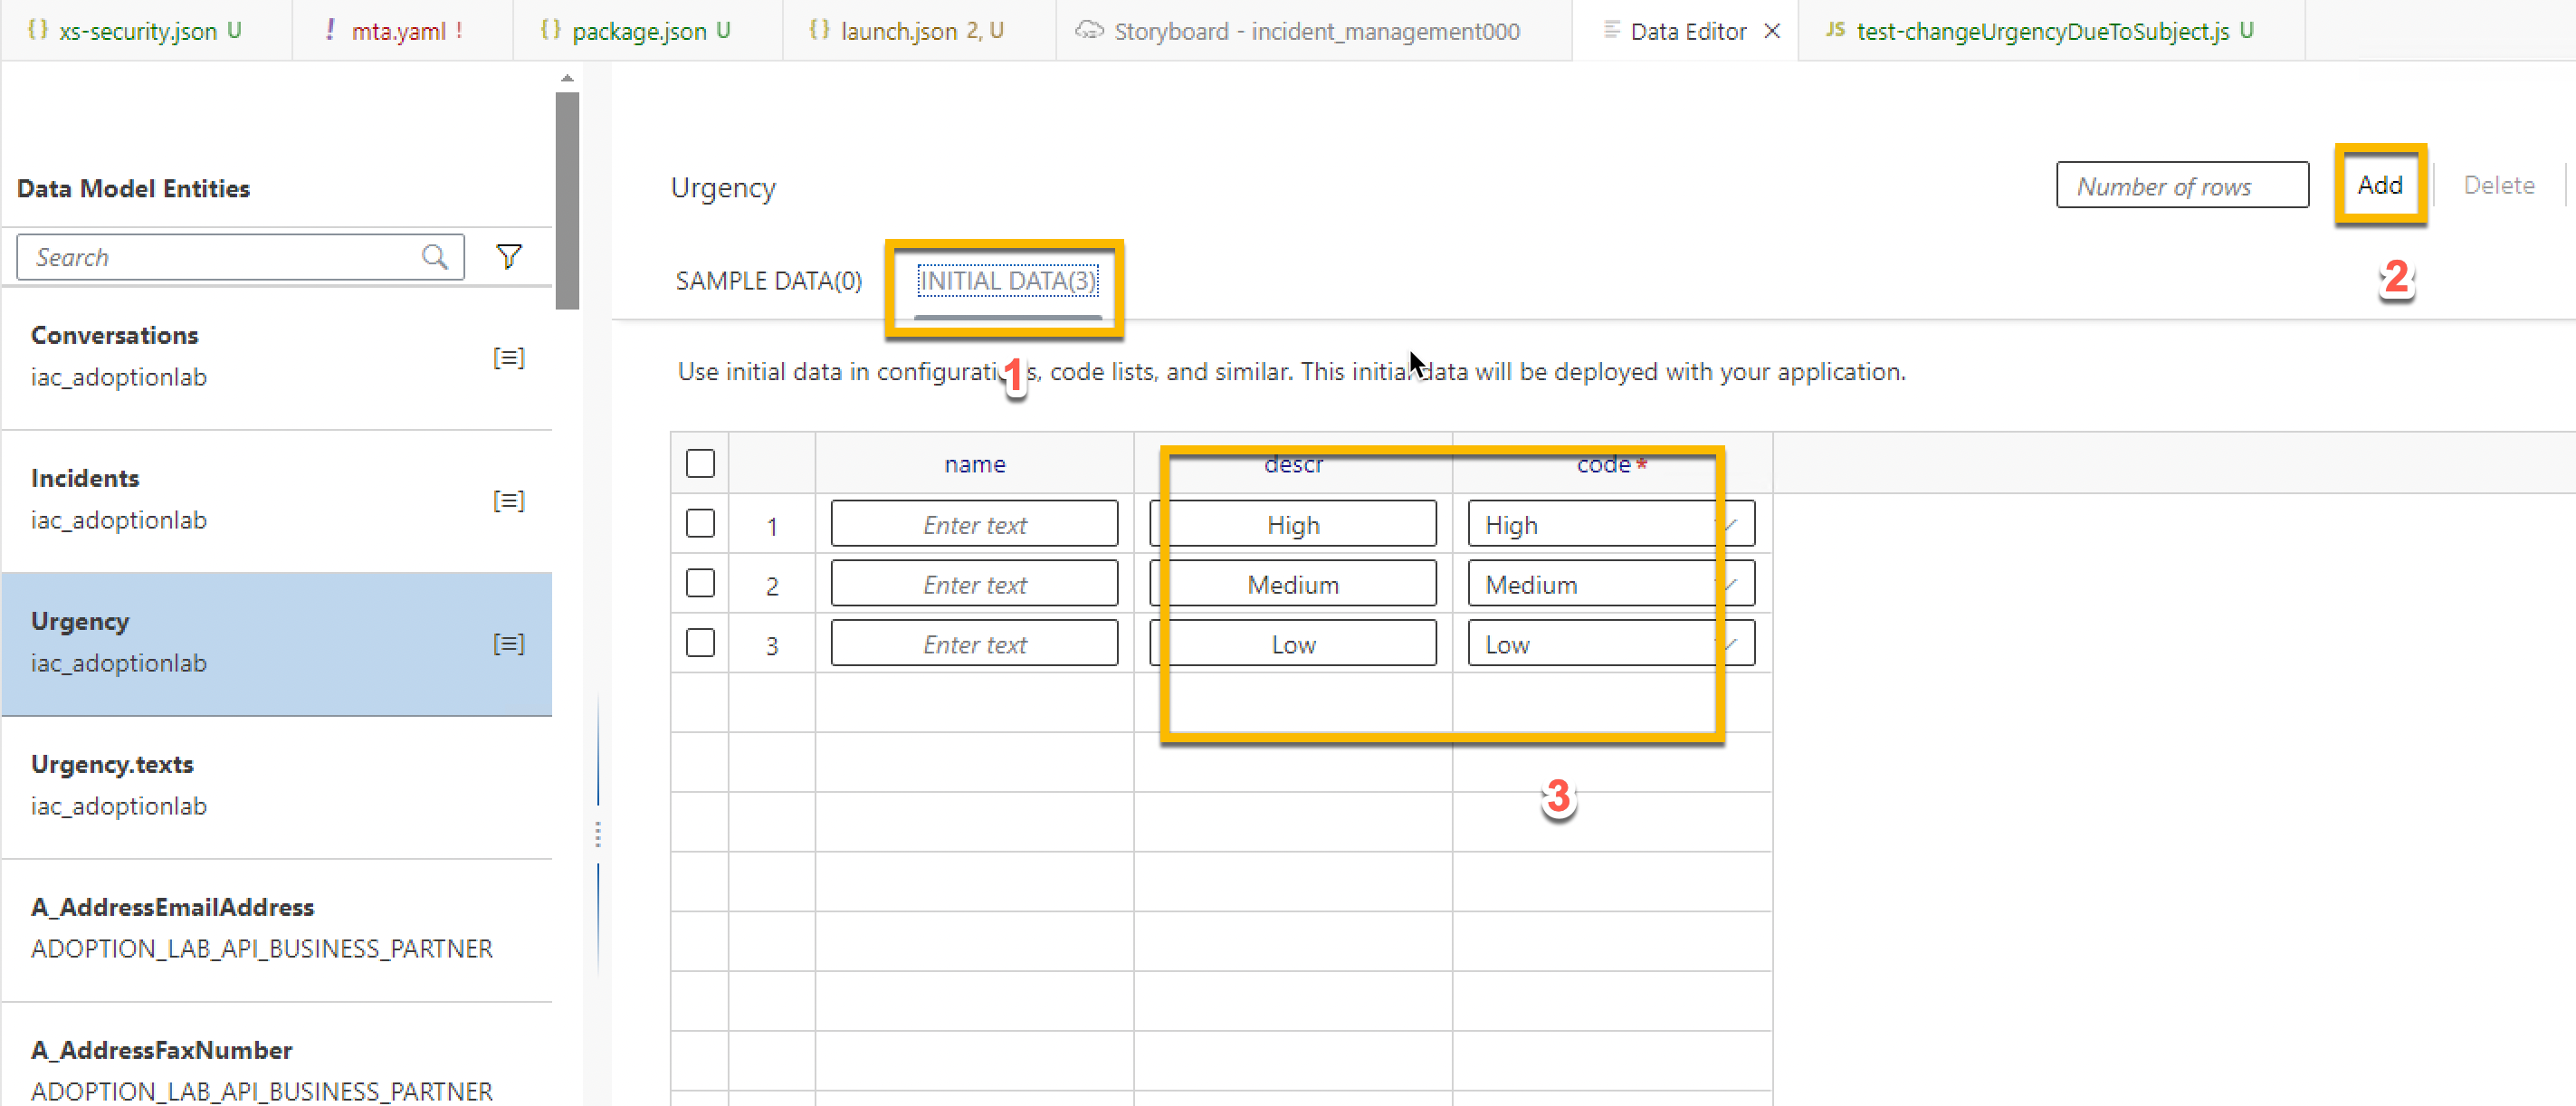 {} xs-security.json U
! mta.yaml !
{} package.json U
{} launch.json 2, U
Storyboard - incident_management000
Data Editor
JS test-changeUrgencyDueToSubject.js U
Data Model Entities
Search
Conversations
iac_adoptionlab
Incidents
iac_adoptionlab
Urgency
iac_adoptionlab
Urgency.texts
iac_adoptionlab
A_AddressEmailAddress
ADOPTION_LAB_API_BUSINESS_PARTNER
A_AddressFaxNumber
ADOPTION_LAB_API_BUSINESS_PARTNER
Urgency
Number of rows
Add
Delete
2
SAMPLE DATA(0)
INITIAL DATA(3)
1
Use initial data in configurations, code lists, and similar. This initial data will be deployed with your application.
name descr code*
1 Enter text High High
2 Enter text Medium Medium
3 Enter text Low Low
3